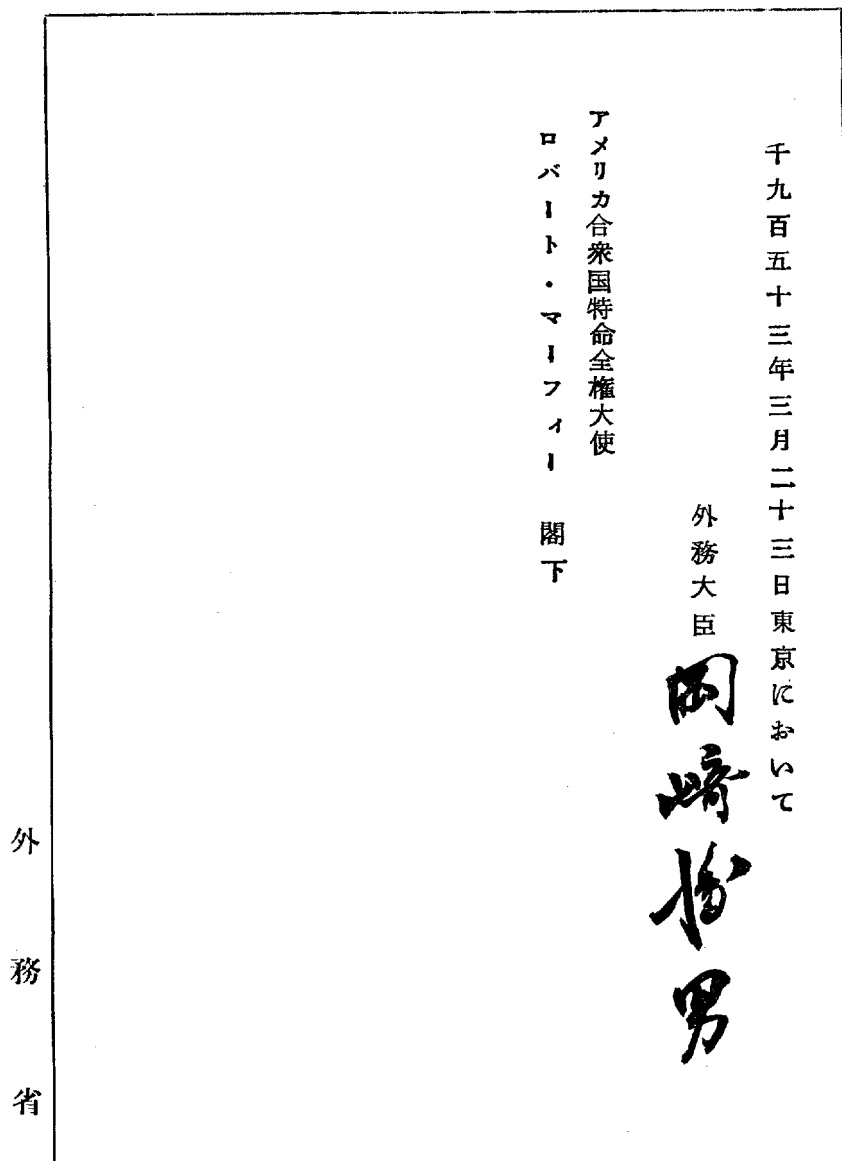 千九百五十三年三月二十三日東京において
外務大臣 岡崎勝男
アメリカ合衆国特命全権大使
ロバート・マーフィー 閣下
外務省